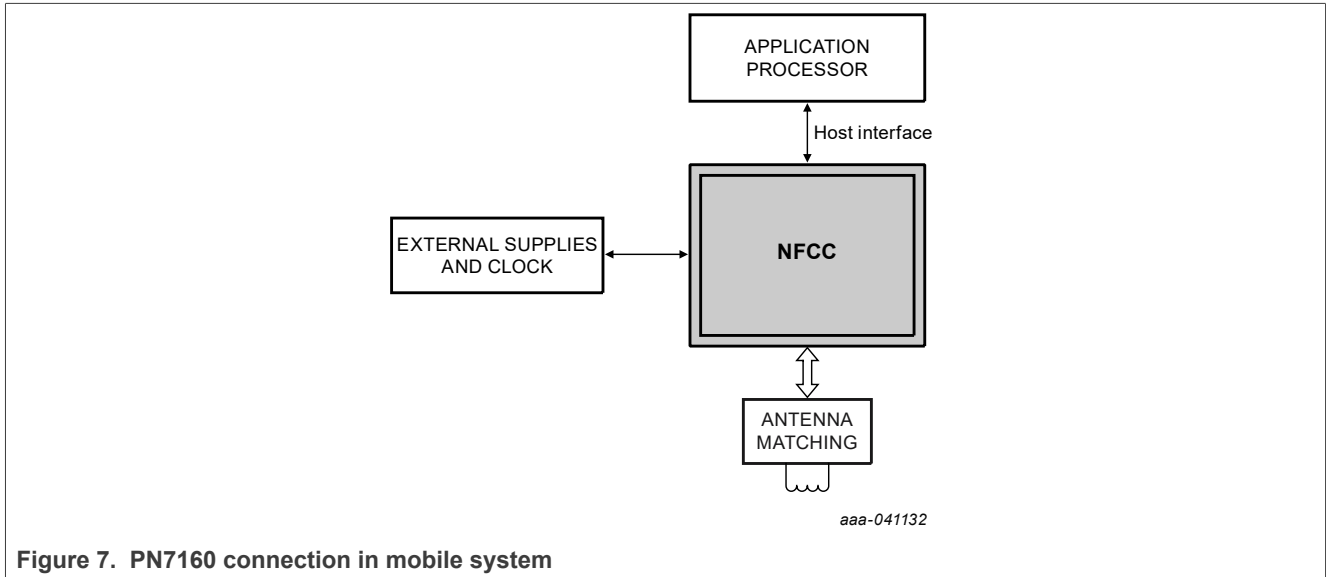 APPLICATION
PROCESSOR
Host interface
EXTERNAL SUPPLIES
AND CLOCK
NFCC
ANTENNA
MATCHING
aaa-041132
Figure 7. PN7160 connection in mobile system